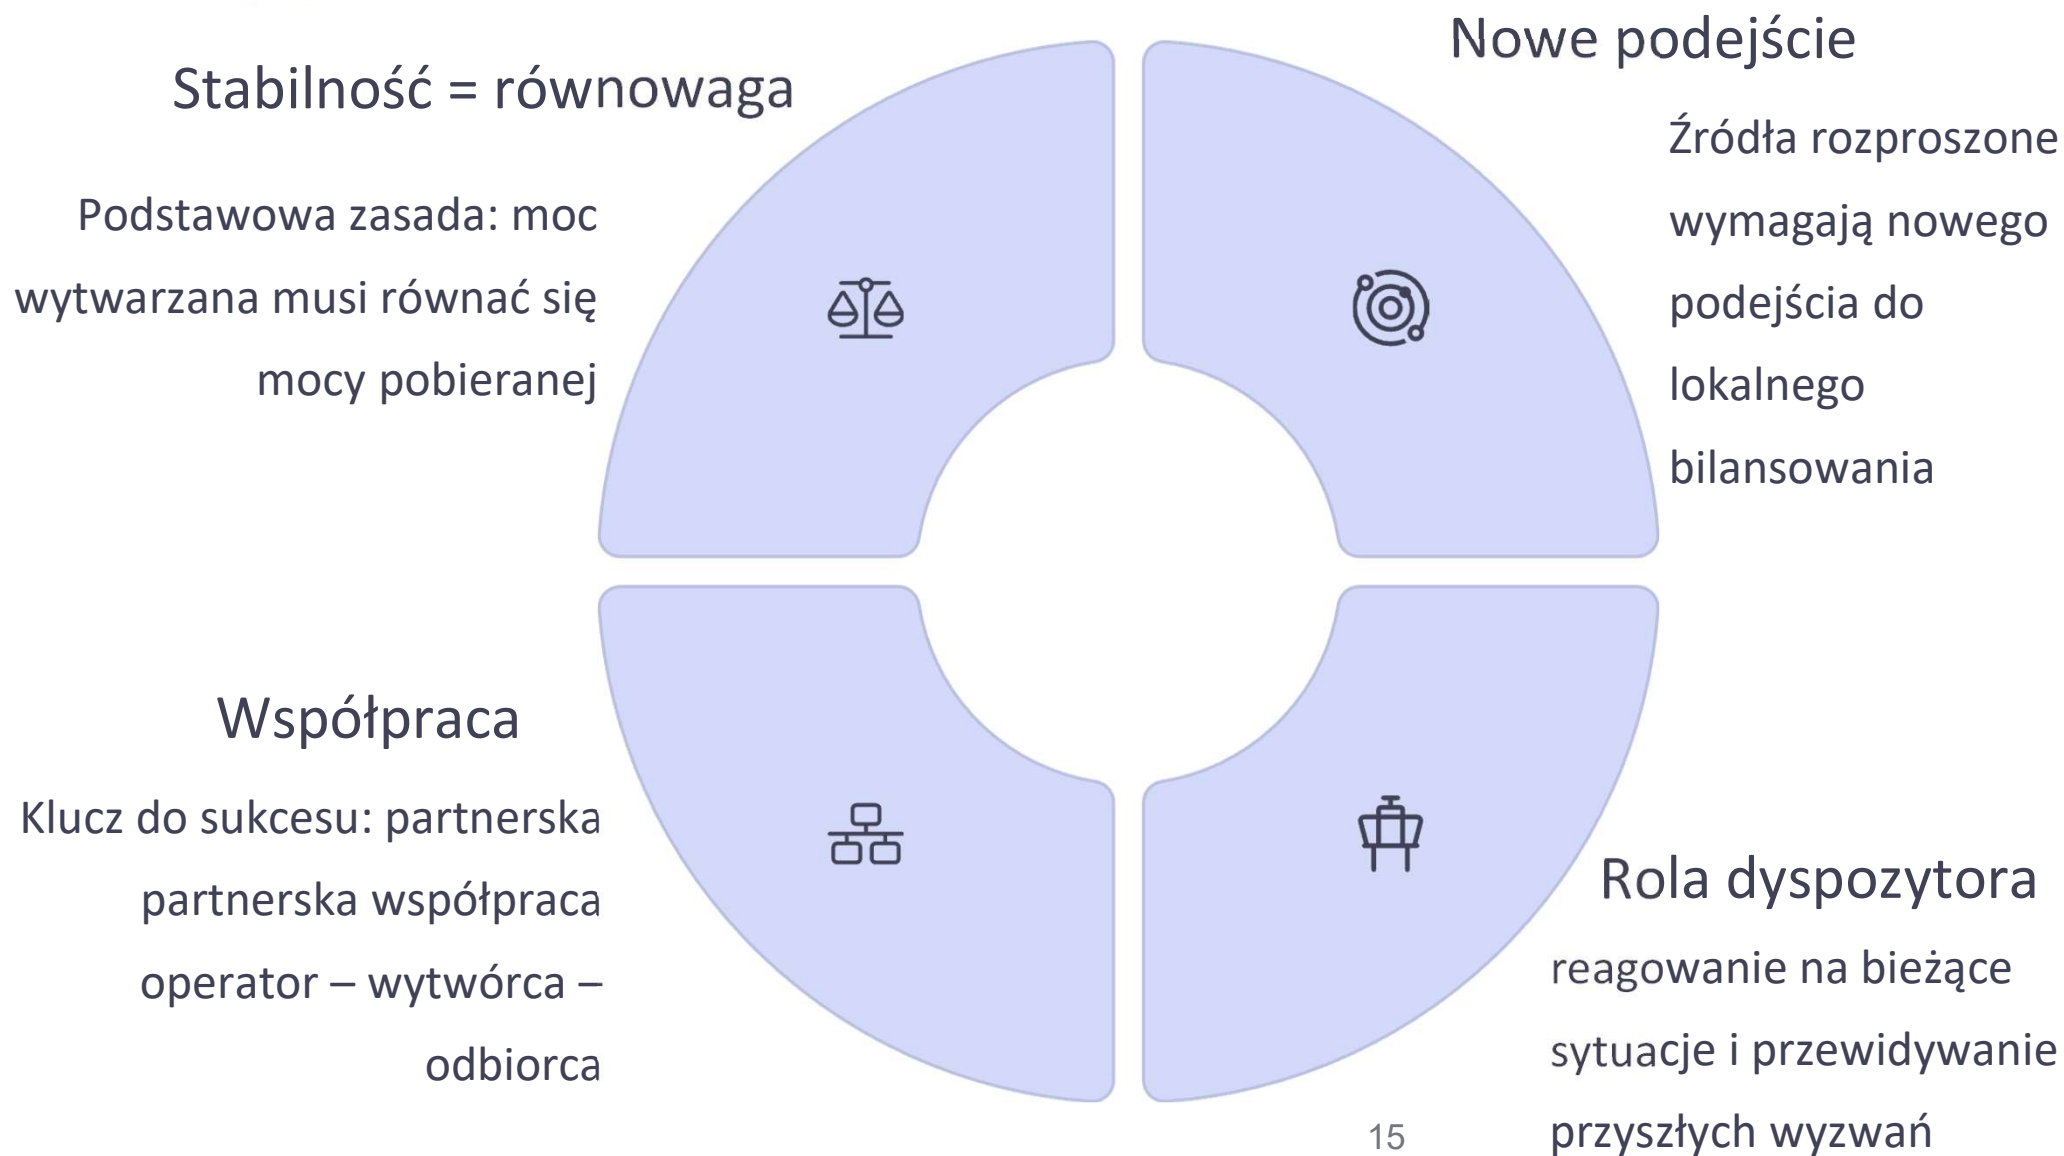 Stabilność = równowaga
Podstawowa zasada: moc
wytwarzana musi równać się
mocy pobieranej
Nowe podejście
Źródła rozproszone
wymagają nowego
podejścia do
lokalnego
bilansowania
Współpraca
Klucz do sukcesu: partnerska
partnerska współpraca
operator – wytwórca –
odbiorca
Rola dyspozytora
reagowanie na bieżące
sytuacje i przewidywanie
przyszłych wyzwań
15